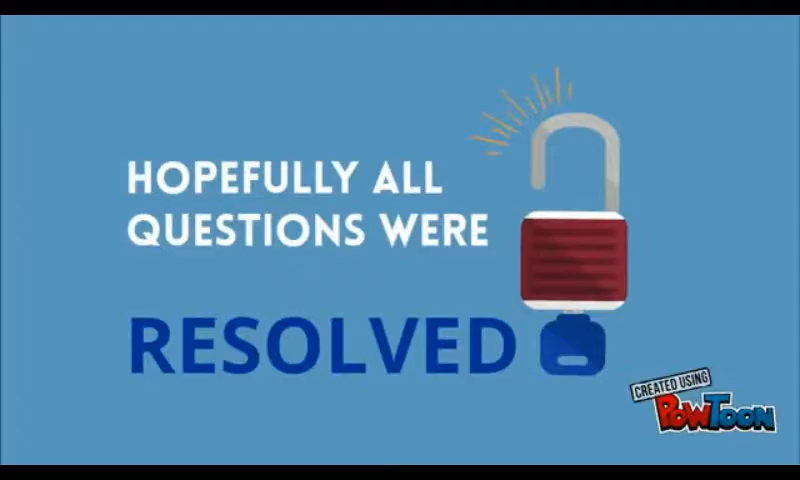 HOPEFULLY ALL
QUESTIONS WERE
RESOLVED
CREATED USING
POWTOON